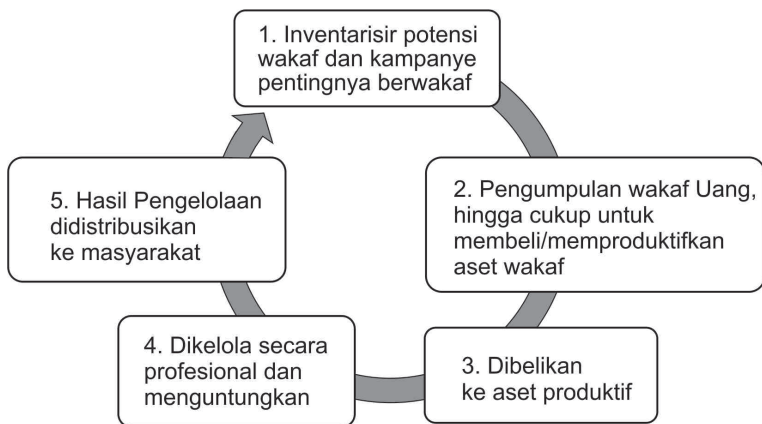 1. Inventarisir potensi
wakaf dan kampanye
pentingnya berwakaf
2. Pengumpulan wakaf Uang,
hingga cukup untuk
membeli/memproduktifkan
aset wakaf
3. Dibelikan
ke aset produktif
4. Dikelola secara
profesional dan
menguntungkan
5. Hasil Pengelolaan
didistribusikan
ke masyarakat